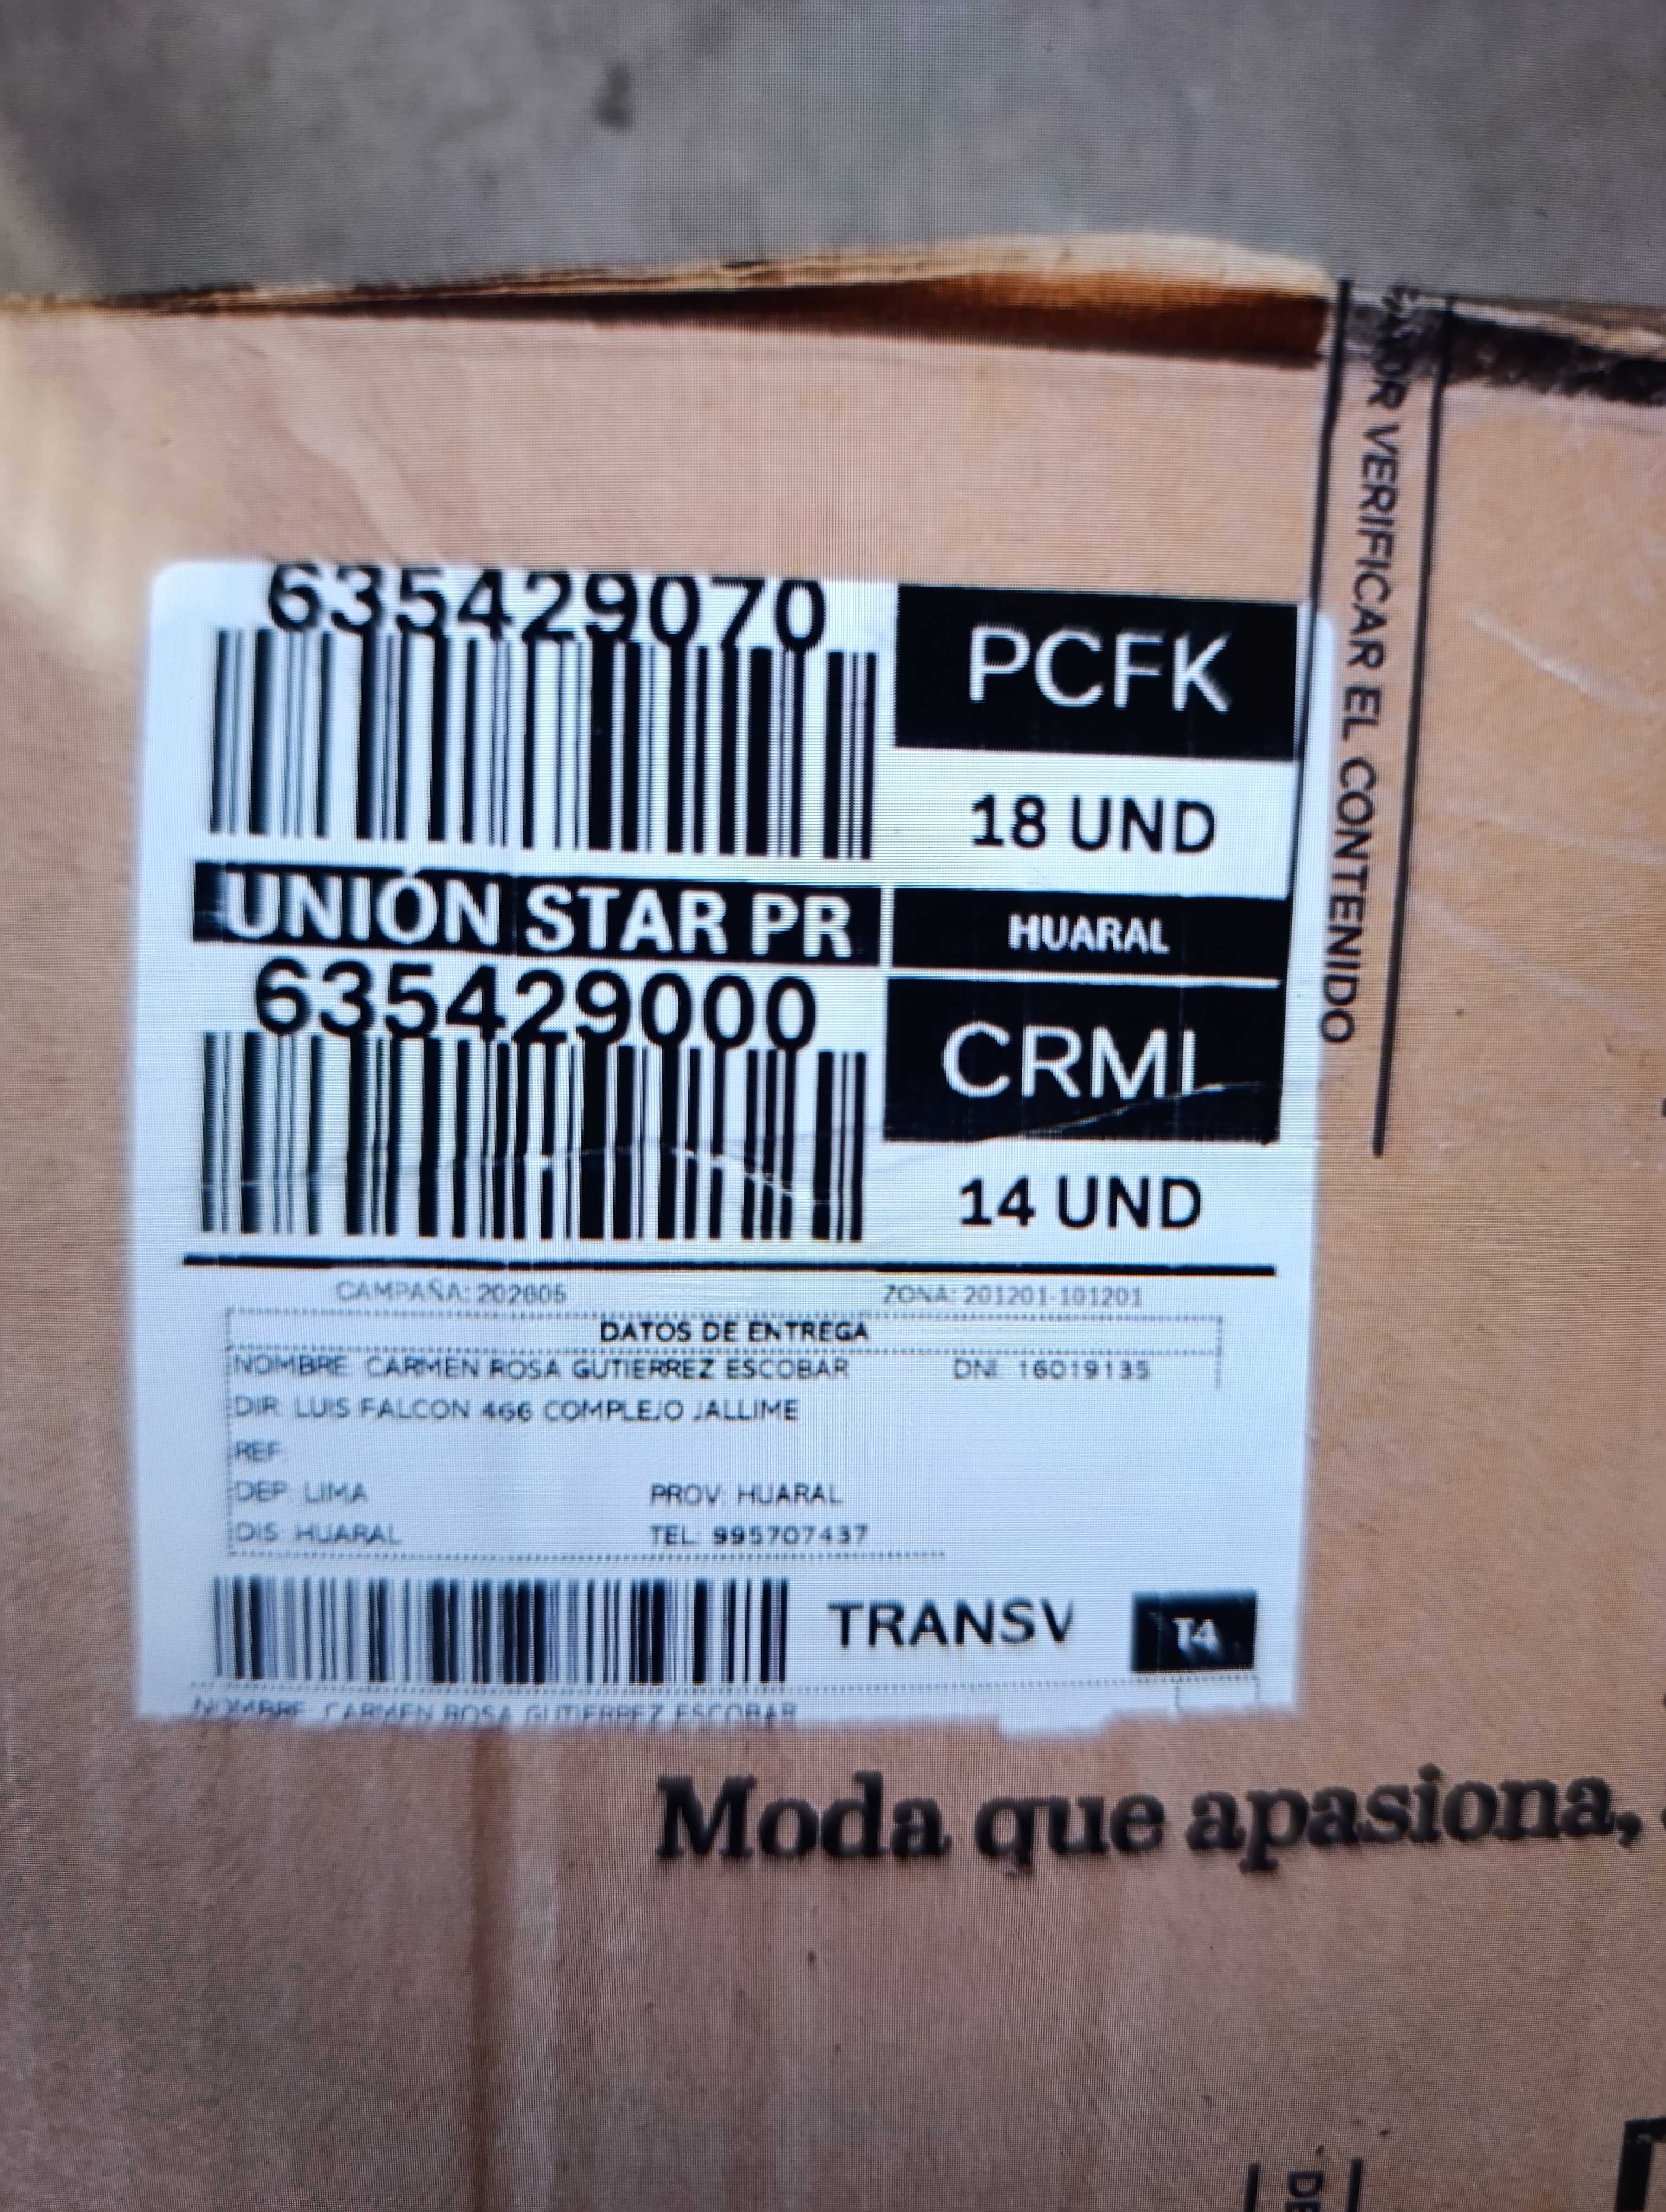 635429070
PCFK
18 UND
UNIÓN STAR PR
HUARAL
635429000
CRML
14 UND
CAMPAÑA: 202605
ZONA: 201201-101201
DATOS DE ENTREGA
NOMBRE: CARMEN ROSA GUTIERREZ ESCOBAR DNI: 16019135
DIR: LUIS FALCON 466 COMPLEJO JALLIME
REF:
DEP: LIMA PROV: HUARAL
DIS: HUARAL TEL: 995707437
TRANSV
T4
NOMBRE: CARMEN ROSA GUTIERREZ ESCOBAR
Moda que apasiona,
VERIFICAR EL CONTENIDO
DE